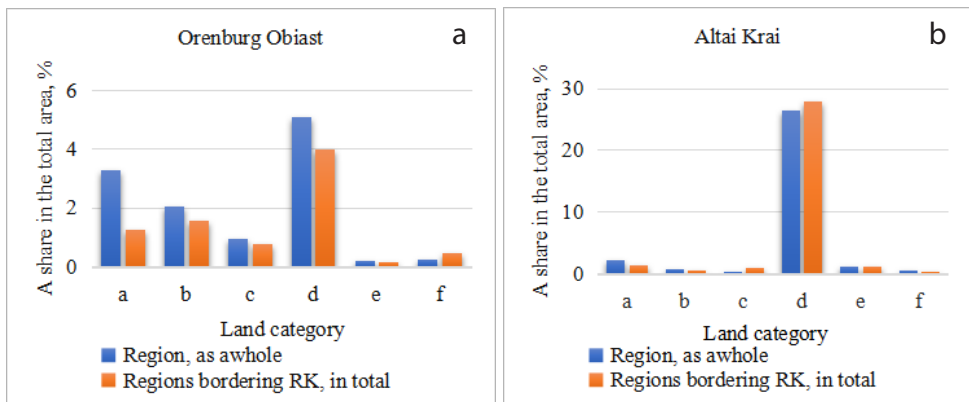 Orenburg Obiast
a
A share in the total area, %
6
4
2
0
a b c d e f
Land category
Region, as awhole
Regions bordering RK, in total
Altai Krai
b
A share in the total area, %
30
20
10
0
a b c d e f
Land category
Region, as awhole
Regions bordering RK, in total